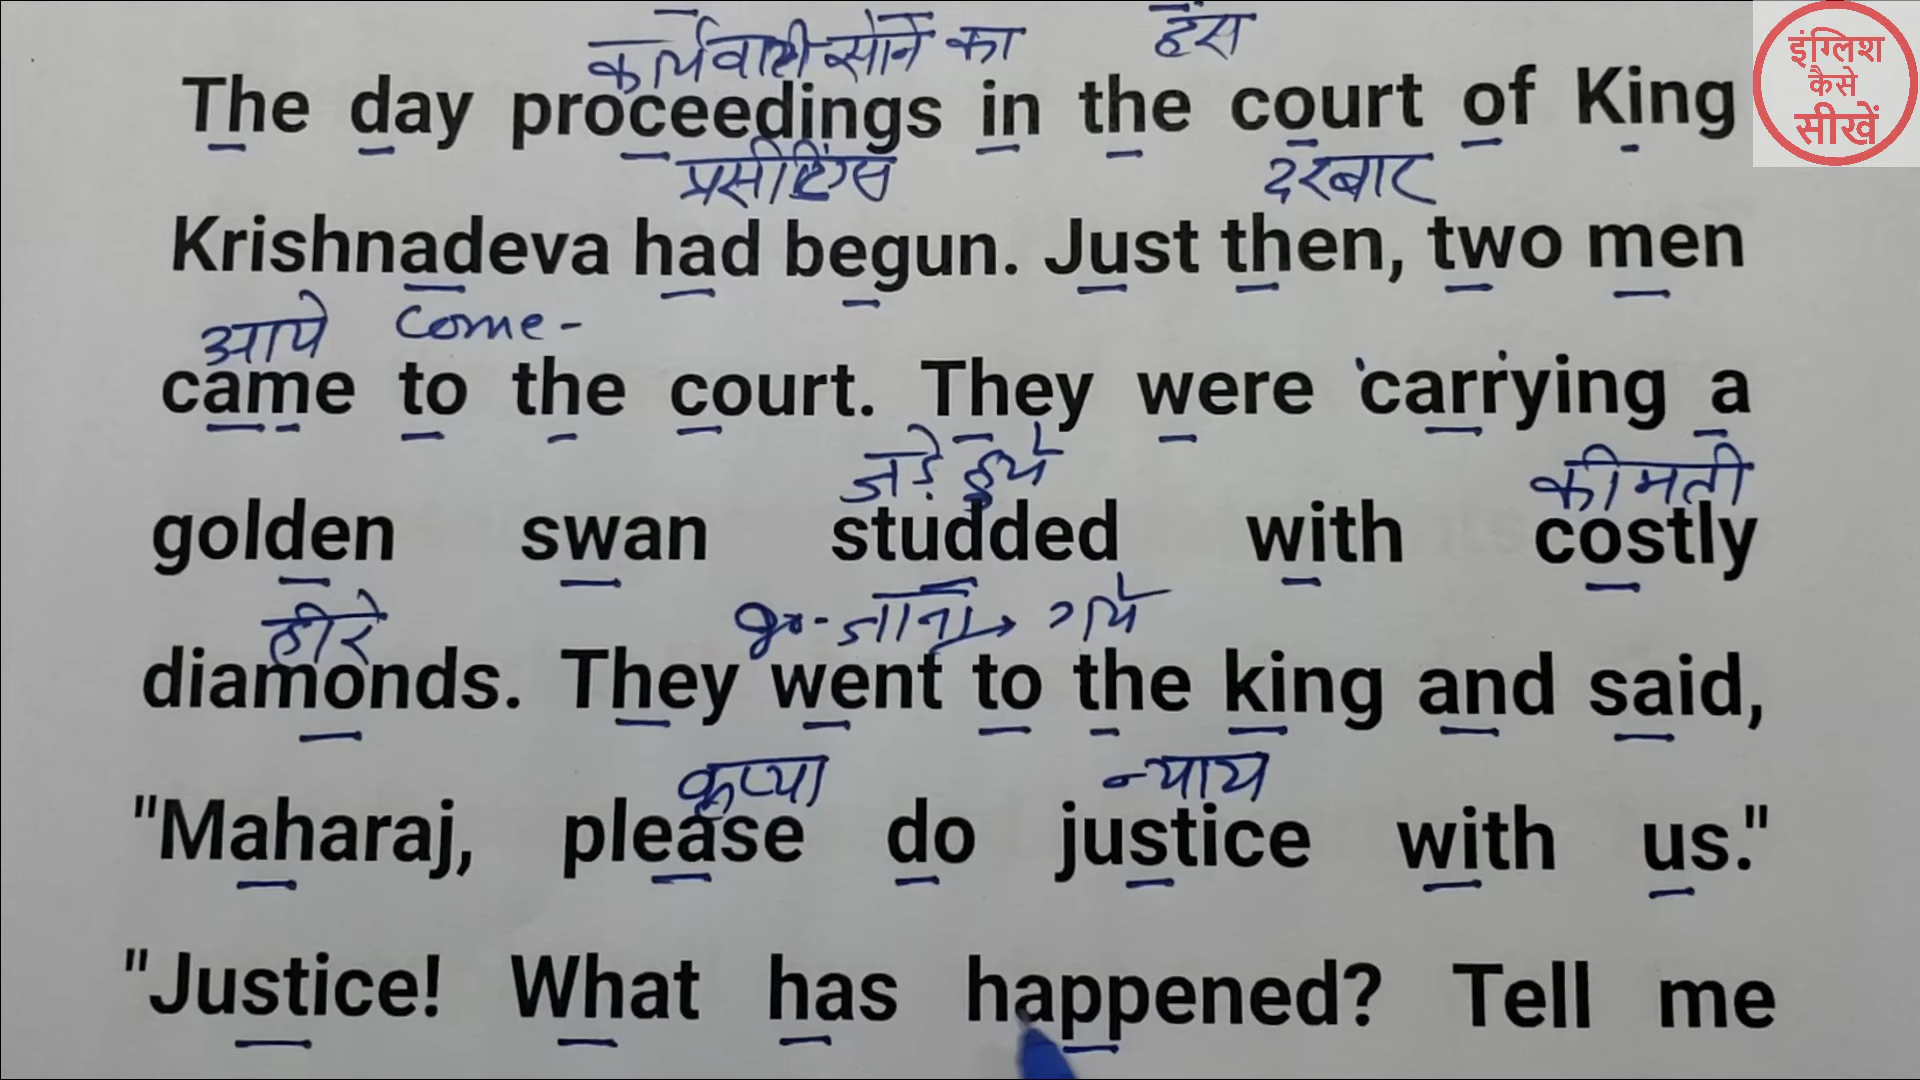 कार्यवाही सोने का हंस
The day proceedings in the court of King
प्रसीडिंग्स दरबार
Krishnadeva had begun. Just then, two men
आये come-
came to the court. They were carrying a
जड़े हुये कीमती
golden swan studded with costly
हीरे go-जाना→ गये
diamonds. They went to the king and said,
कृप्या न्याय
"Maharaj, please do justice with us."
"Justice! What has happened? Tell me
इंग्लिश
कैसे
सीखें